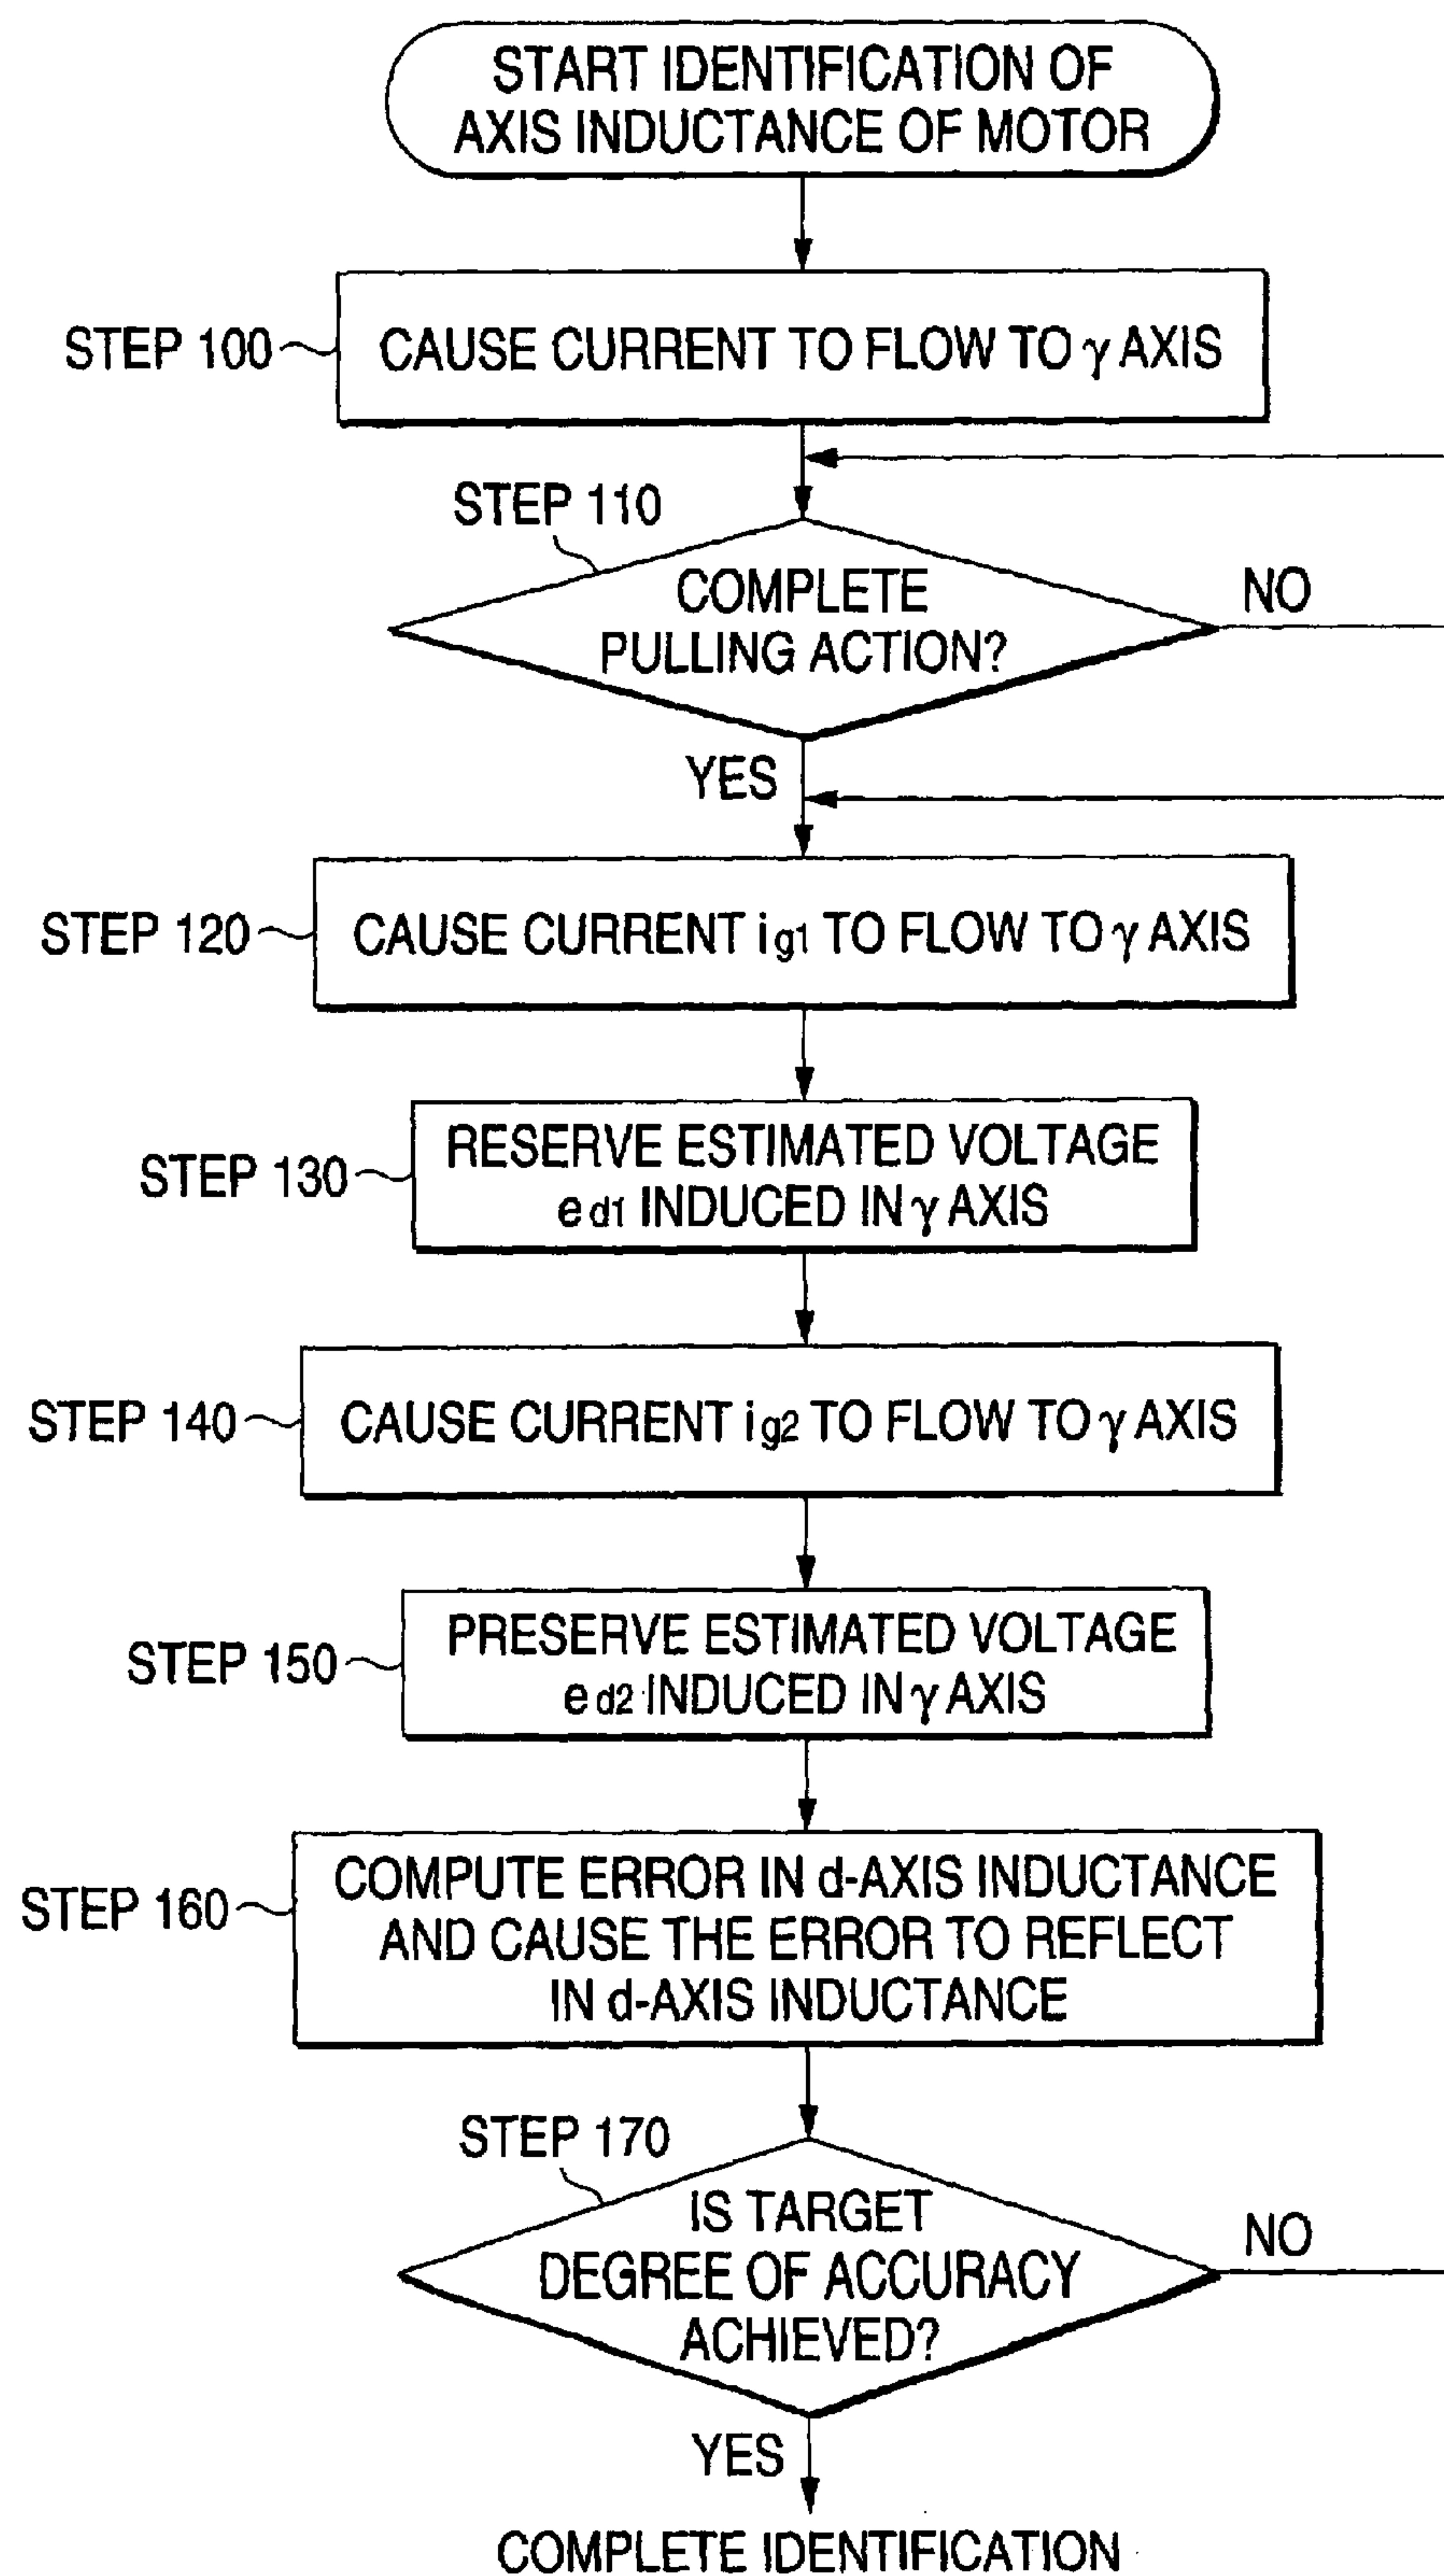 START IDENTIFICATION OF
AXIS INDUCTANCE OF MOTOR
STEP 100
CAUSE CURRENT TO FLOW TO γ AXIS
STEP 110
COMPLETE
PULLING ACTION?
NO
YES
STEP 120
CAUSE CURRENT ig1 TO FLOW TO γ AXIS
STEP 130
RESERVE ESTIMATED VOLTAGE
ed1 INDUCED IN γ AXIS
STEP 140
CAUSE CURRENT ig2 TO FLOW TO γ AXIS
STEP 150
PRESERVE ESTIMATED VOLTAGE
ed2 INDUCED IN γ AXIS
STEP 160
COMPUTE ERROR IN d-AXIS INDUCTANCE
AND CAUSE THE ERROR TO REFLECT
IN d-AXIS INDUCTANCE
STEP 170
IS TARGET
DEGREE OF ACCURACY
ACHIEVED?
NO
YES
COMPLETE IDENTIFICATION